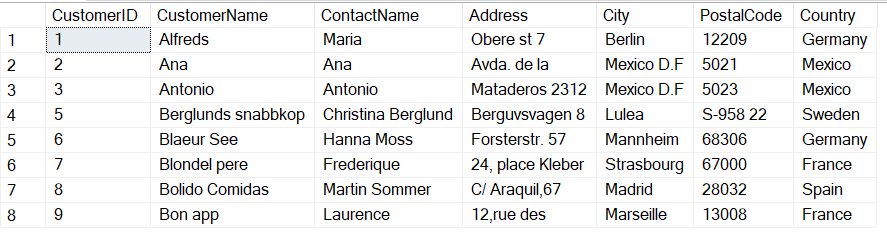 CustomerID CustomerName ContactName Address City PostalCode Country
1 1 Alfreds Maria Obere st 7 Berlin 12209 Germany
2 2 Ana Ana Avda. de la Mexico D.F 5021 Mexico
3 3 Antonio Antonio Mataderos 2312 Mexico D.F 5023 Mexico
4 5 Berglunds snabbkop Christina Berglund Berguvsvagen 8 Lulea S-958 22 Sweden
5 6 Blaeur See Hanna Moss Forsterstr. 57 Mannheim 68306 Germany
6 7 Blondel pere Frederique 24, place Kleber Strasbourg 67000 France
7 8 Bolido Comidas Martin Sommer C/ Araquil,67 Madrid 28032 Spain
8 9 Bon app Laurence 12,rue des Marseille 13008 France